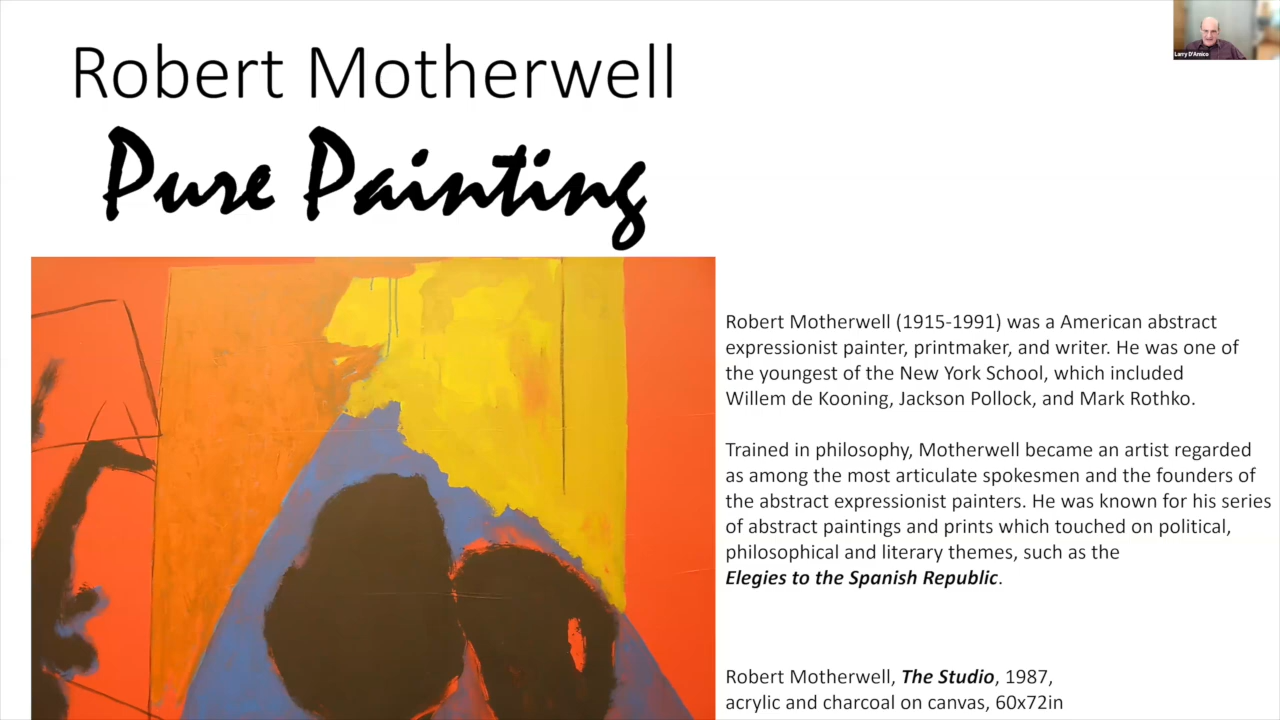 Robert Motherwell
Pure Painting
Larry D'Amico
Robert Motherwell (1915-1991) was a American abstract
expressionist painter, printmaker, and writer. He was one of
the youngest of the New York School, which included
Willem de Kooning, Jackson Pollock, and Mark Rothko.
Trained in philosophy, Motherwell became an artist regarded
as among the most articulate spokesmen and the founders of
the abstract expressionist painters. He was known for his series
of abstract paintings and prints which touched on political,
philosophical and literary themes, such as the
Elegies to the Spanish Republic.
Robert Motherwell, The Studio, 1987,
acrylic and charcoal on canvas, 60x72in